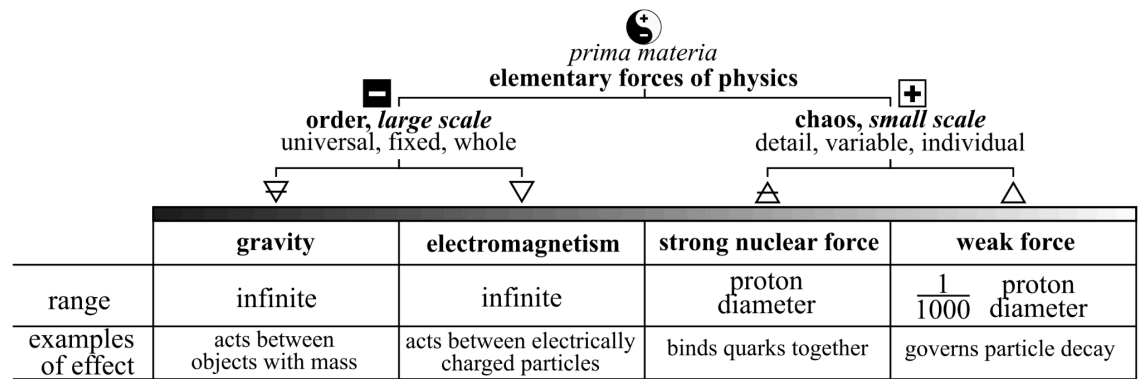 prima materia
elementary forces of physics
order, large scale
universal, fixed, whole
chaos, small scale
detail, variable, individual
gravity
electromagnetism
strong nuclear force
weak force
range
infinite
infinite
proton
diameter
1
1000
proton
diameter
examples
of effect
acts between
objects with mass
acts between electrically
charged particles
binds quarks together
governs particle decay